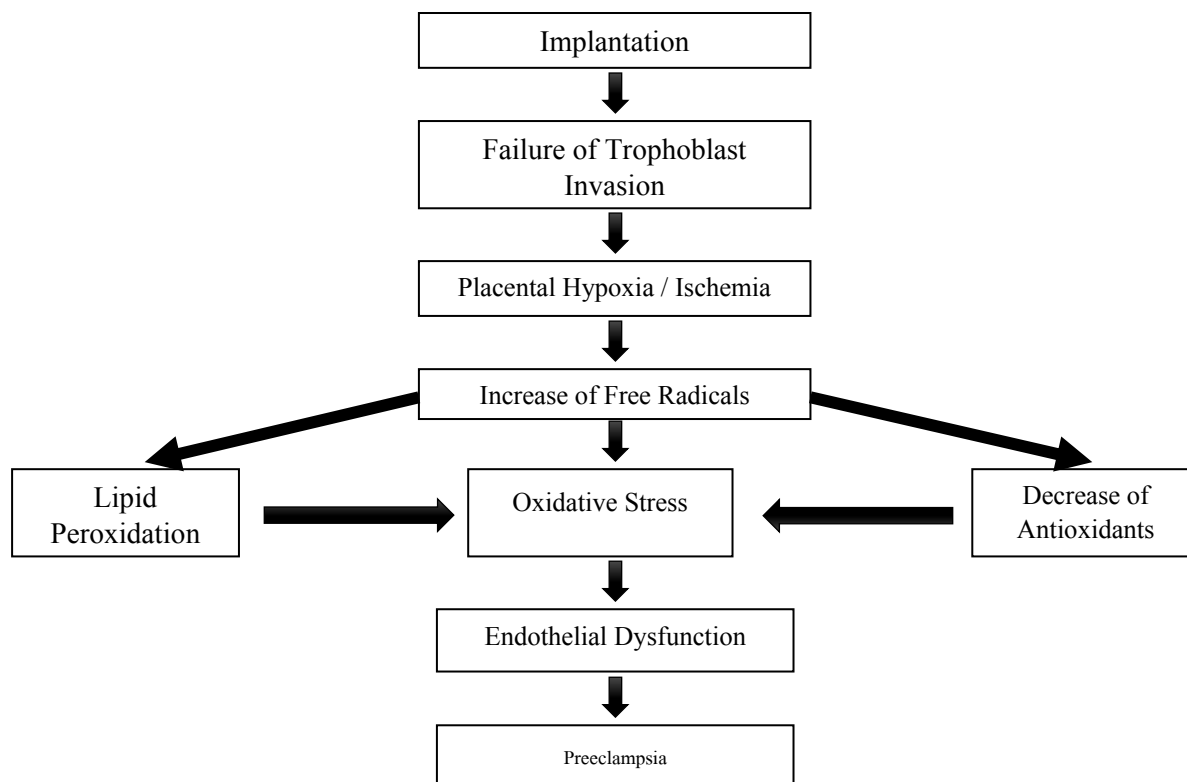 Implantation
Failure of Trophoblast
Invasion
Placental Hypoxia / Ischemia
Increase of Free Radicals
Lipid
Peroxidation
Oxidative Stress
Decrease of
Antioxidants
Endothelial Dysfunction
Preeclampsia